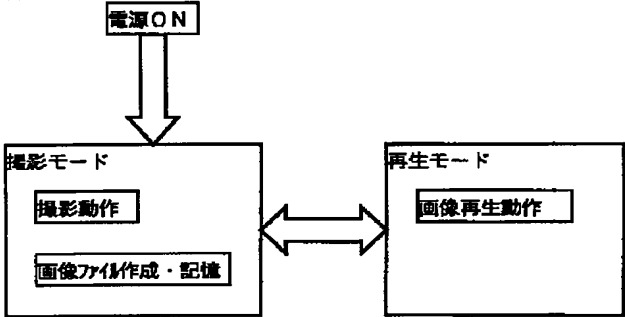 電源ON
撮影モード
撮影動作
画像ファイル作成・記憶
再生モード
画像再生動作